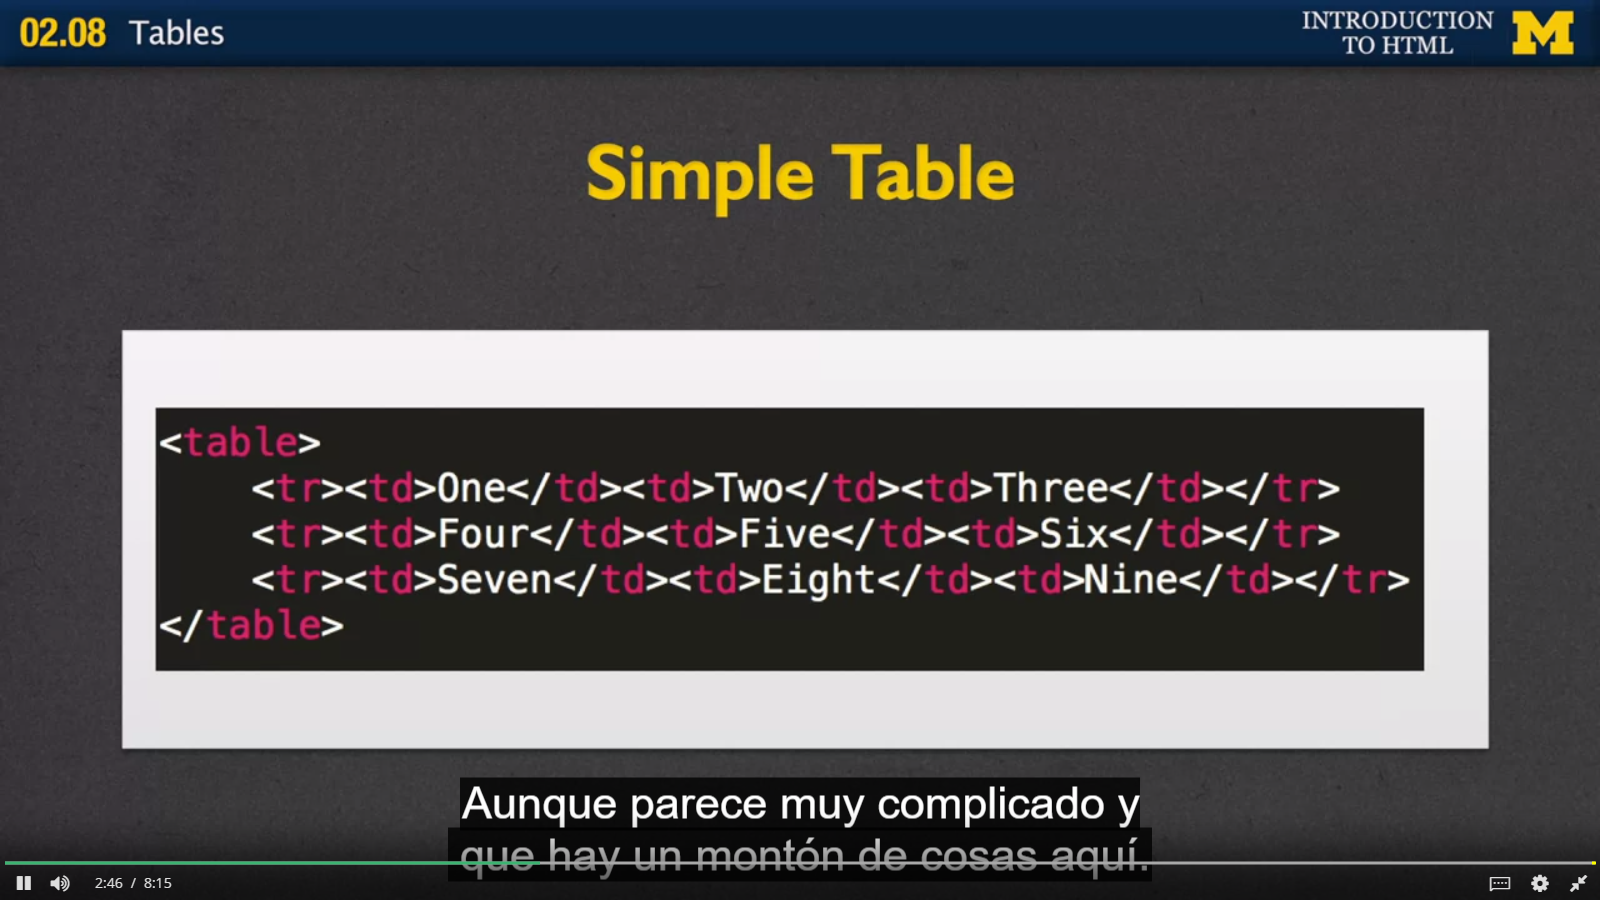 02.08 Tables
INTRODUCTION
TO HTML
M
Simple Table
<table>
    <tr><td>One</td><td>Two</td><td>Three</td></tr>
    <tr><td>Four</td><td>Five</td><td>Six</td></tr>
    <tr><td>Seven</td><td>Eight</td><td>Nine</td></tr>
</table>
Aunque parece muy complicado y
que hay un montón de cosas aquí.
2:46 / 8:15